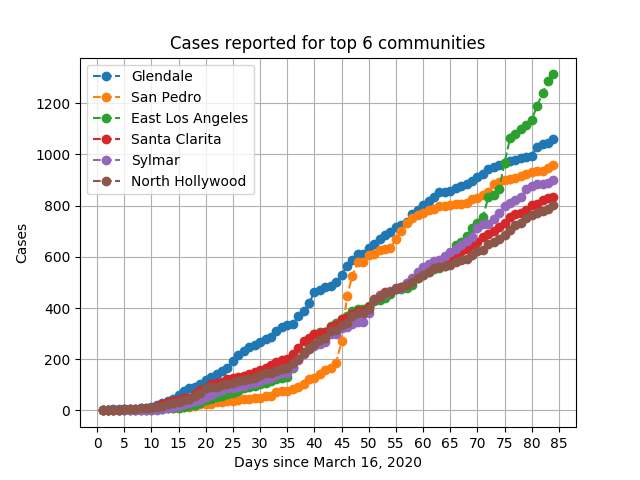 Cases reported for top 6 communities
Glendale
San Pedro
East Los Angeles
Santa Clarita
Sylmar
North Hollywood
Cases
1200
1000
800
600
400
200
0
0 5 10 15 20 25 30 35 40 45 50 55 60 65 70 75 80 85
Days since March 16, 2020